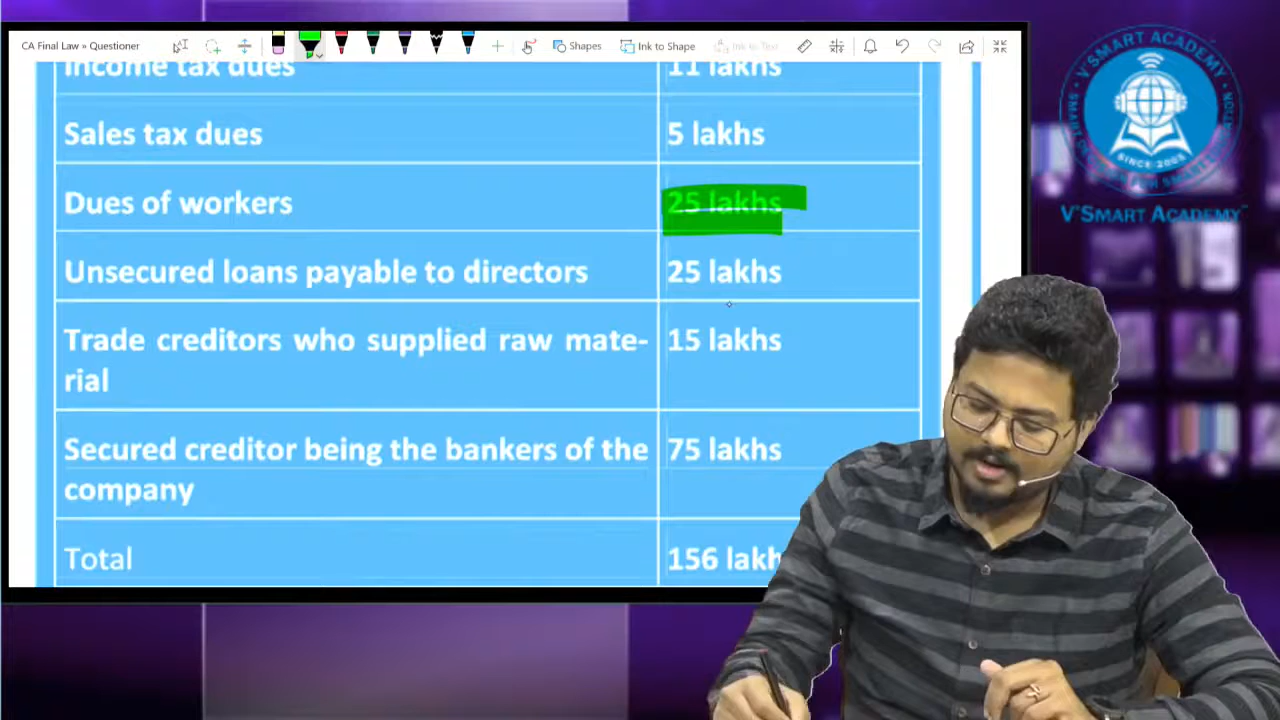 CA Final Law » Questioner
Shapes
Ink to Shape
Ink to Text
Income tax dues 11 lakhs
Sales tax dues 5 lakhs
Dues of workers 25 lakhs
Unsecured loans payable to directors 25 lakhs
Trade creditors who supplied raw mate- 15 lakhs
rial
Secured creditor being the bankers of the 75 lakhs
company
Total 156 lakh
V'SMART ACADEMY
SINCE 2005
V'SMART ACADEMY